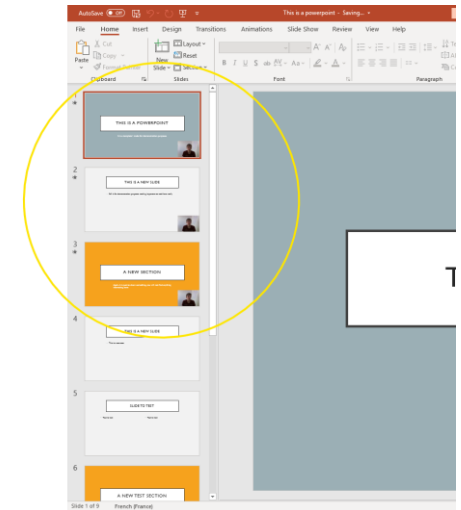 AutoSave Off This is a powerpoint - Saving...
File Home Insert Design Transitions Animations Slide Show Review View Help
Paste
Cut
Copy
Format Painter
New Slide
Layout
Reset
Section
Clipboard Slides Font Paragraph
1
THIS IS A POWERPOINT
2
THIS IS A NEW SLIDE
3
A NEW SECTION
4
THIS IS A NEW SLIDE
5
SLIDE TO TEST
6
A NEW TEST SECTION
T
Slide 1 of 9 French (France)